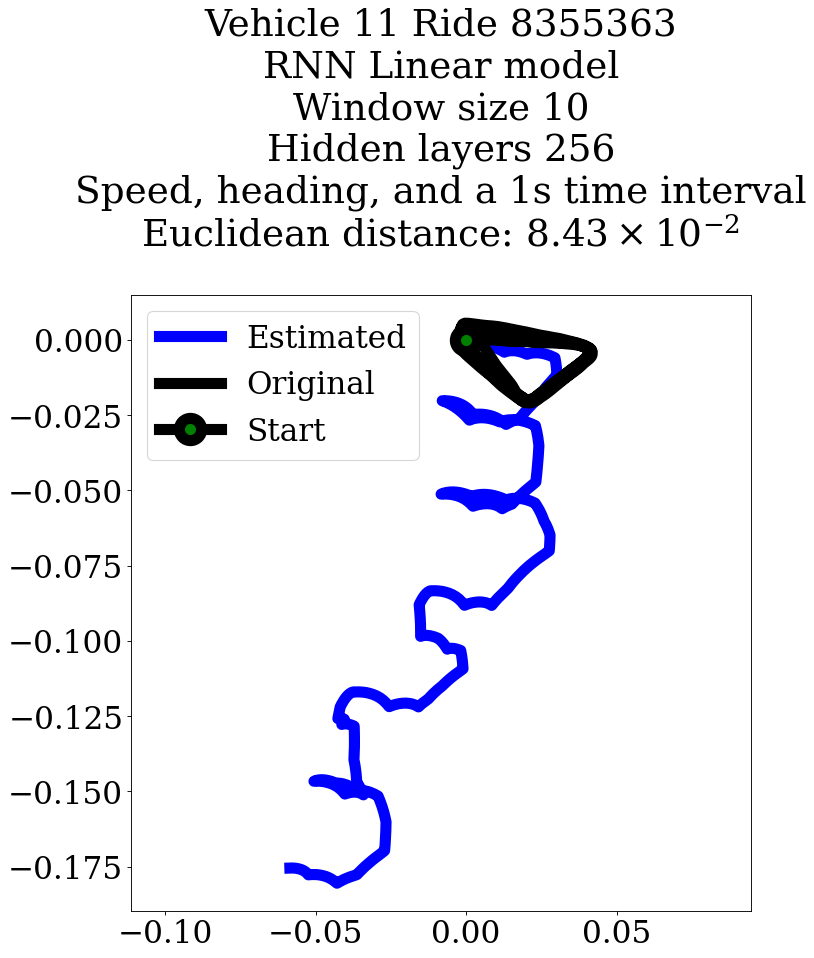 Vehicle 11 Ride 8355363
RNN Linear model
Window size 10
Hidden layers 256
Speed, heading, and a 1s time interval
Euclidean distance: 8.43 × 10⁻²
Estimated
Original
Start
0.000
−0.025
−0.050
−0.075
−0.100
−0.125
−0.150
−0.175
−0.10 −0.05 0.00 0.05